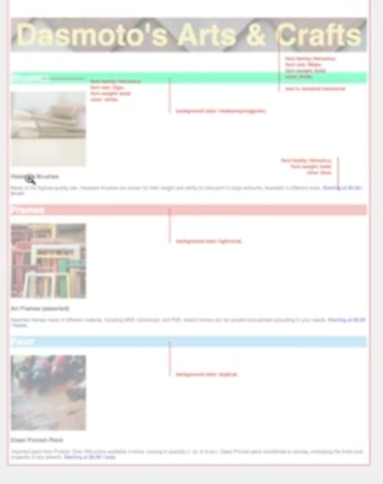 Dasmoto's Arts & Crafts
font family: Helvetica;
font weight: bold;
text is centered horizontal
Brushes
font family: Helvetica;
font size: 32px;
font weight: bold;
color: white;
background color: mediumspringgreen;
Brushes
font family: Helvetica;
font weight: bold;
color: blue;
Made of the highest quality oak, Hacksaw brushes are known for their weight and ability to hold paint in large amounts. Available in different sizes. Starting at $3.00 /
brush.
Frames
background color: lightcoral;
Art Frames (assorted)
Assorted frames made of different material, including MDF, birchwood, and PDE. Select frames can be sanded and painted according to your needs. Starting at $2.00
/ frame.
Paint
background color: skyblue;
Clean Finnish Paint
Imported paint from Finland. Over 256 colors available in-store, varying in quantity (1 oz. to 8 oz.). Clean Finnish paint microbinds to canvas, increasing the finish and
longevity of any artwork. Starting at $5.00 / tube.